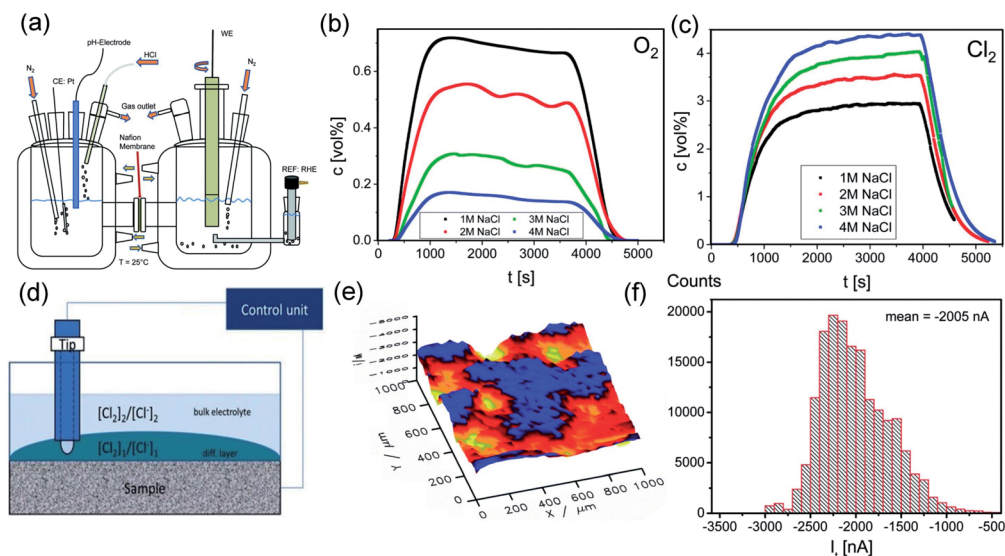 (a)
pH-Electrode
WE
N₂
CE: Pt
HCl
N₂
Gas outlet
Nafion
Membrane
REF: RHE
T = 25°C
(b)
O₂
c [vol%]
0.6
0.4
0.2
0.0
1M NaCl
3M NaCl
2M NaCl
4M NaCl
0
1000
2000
3000
4000
5000
t [s]
(c)
Cl₂
c [vol%]
4
3
2
1
0
1M NaCl
2M NaCl
3M NaCl
4M NaCl
0
1000
2000
3000
4000
5000
t [s]
(d)
Control unit
Tip
[Cl₂]₂/[Cl⁻]₂
bulk electrolyte
[Cl₂]₁/[Cl⁻]₁
diff. layer
Sample
(e)
1000
800
600
400
200
0
Y / µm
0
200
400
600
800
1000
X / µm
(f)
Counts
mean = -2005 nA
20000
15000
10000
5000
0
-3500
-3000
-2500
-2000
-1500
-1000
-500
[nA]